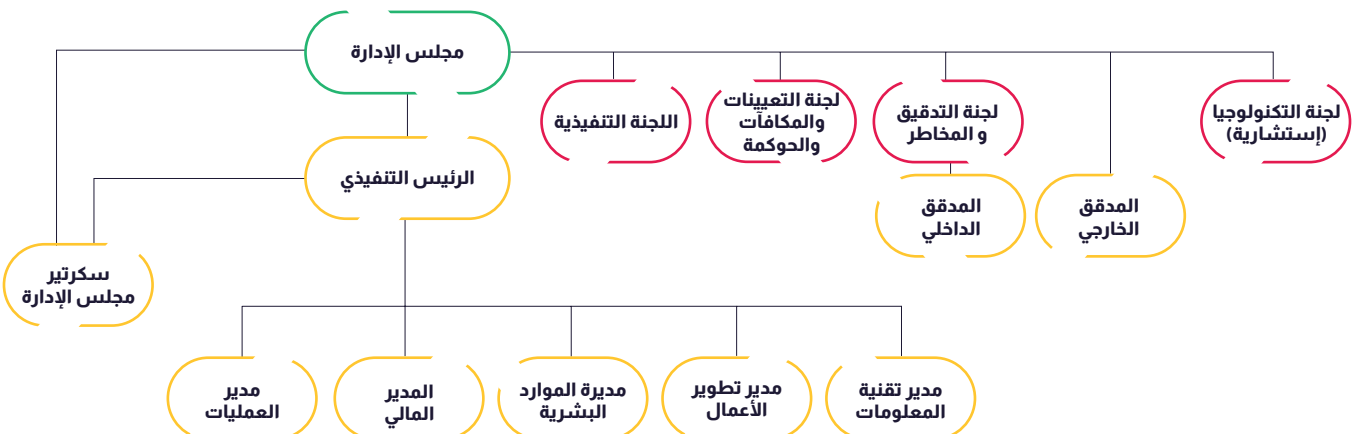 مجلس الإدارة
لجنة التكنولوجيا
(إستشارية)
لجنة التدقيق
و المخاطر
لجنة التعيينات
والمكافآت
والحوكمة
اللجنة التنفيذية
الرئيس التنفيذي
المدقق
الخارجي
المدقق
الداخلي
سكرتير
مجلس الإدارة
مدير تقنية
المعلومات
مدير تطوير
الأعمال
مديرة الموارد
البشرية
المدير
المالي
مدير
العمليات